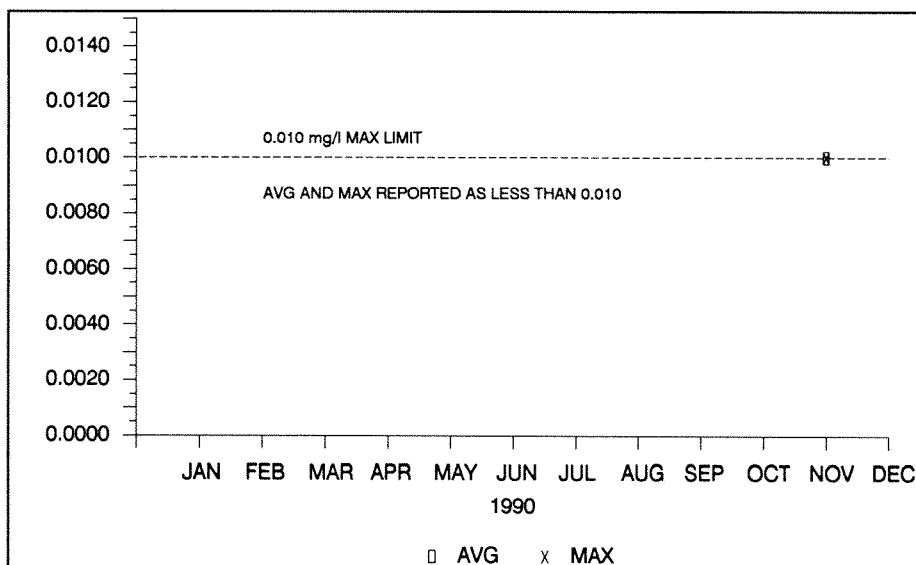 0.0140
0.0120
0.010 mg/l MAX LIMIT
0.0100
AVG AND MAX REPORTED AS LESS THAN 0.010
0.0080
0.0060
0.0040
0.0020
0.0000
JAN FEB MAR APR MAY JUN JUL AUG SEP OCT NOV DEC
1990
AVG x MAX